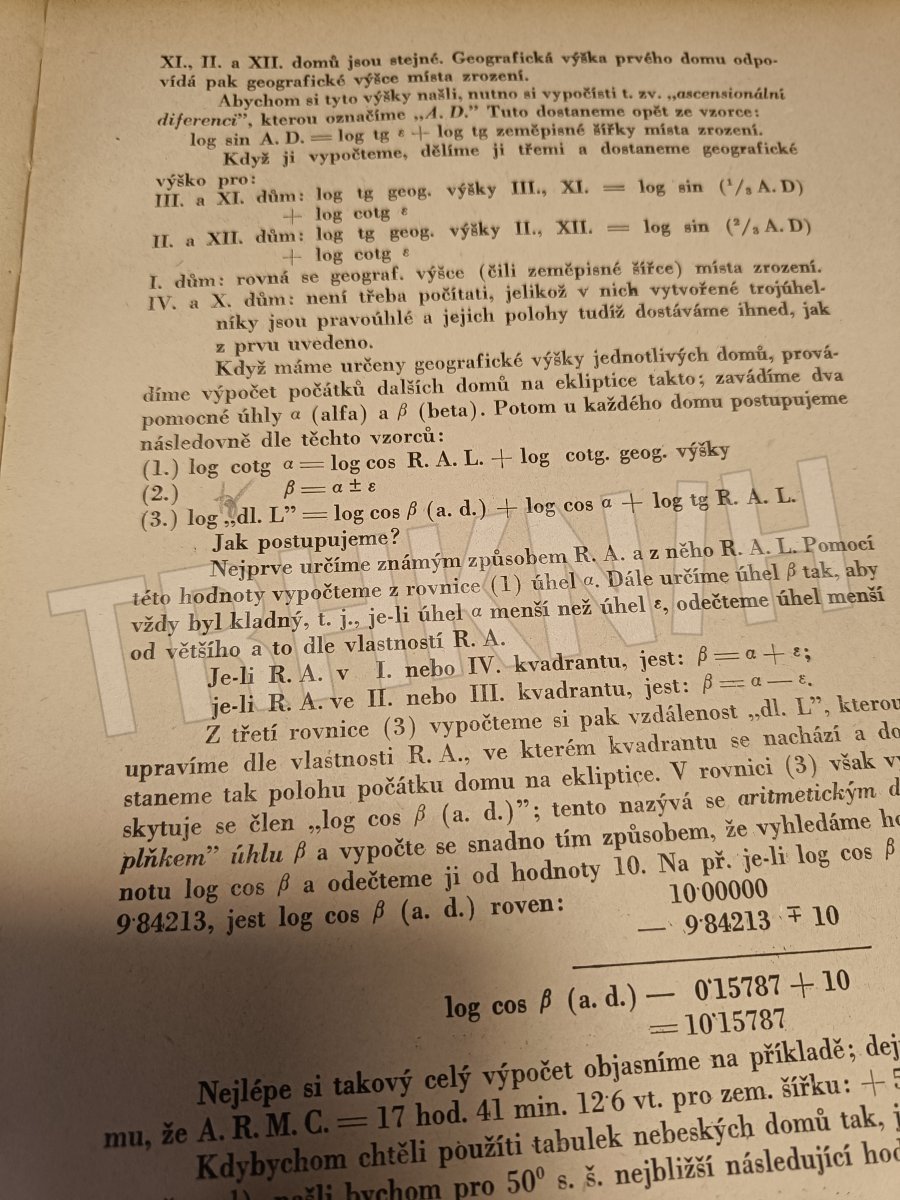 XI., II. a XII. domů jsou stejné. Geografická výška prvého domu odpo-
vídá pak geografické výšce místa zrození.
Abychom si tyto výšky našli, nutno si vypočísti t. zv. „ascensionální
diferenci”, kterou označíme „A. D.” Tuto dostaneme opět ze vzorce:
log sin A. D. = log tg ε + log tg zeměpisné šířky místa zrození.
Když ji vypočteme, dělíme ji třemi a dostaneme geografické
výško pro:
III. a XI. dům: log tg geog. výšky III., XI. = log sin (1/3 A. D)
+ log cotg ε
II. a XII. dům: log tg geog. výšky II., XII. = log sin (2/3 A. D)
+ log cotg ε
I. dům: rovná se geograf. výšce (čili zeměpisné šířce) místa zrození.
IV. a X. dům: není třeba počítati, jelikož v nich vytvořené trojúhel-
níky jsou pravoúhlé a jejich polohy tudíž dostáváme ihned, jak
z prvu uvedeno.
Když máme určeny geografické výšky jednotlivých domů, prová-
díme výpočet počátků dalších domů na ekliptice takto; zavádíme dva
pomocné úhly α (alfa) a β (beta). Potom u každého domu postupujeme
následovně dle těchto vzorců:
(1.) log cotg α = log cos R. A. L. + log cotg. geog. výšky
(2.) β = α ± ε
(3.) log „dl. L” = log cos β (a. d.) + log cos α + log tg R. A. L.
Jak postupujeme?
Nejprve určíme známým způsobem R. A. a z něho R. A. L. Pomocí
této hodnoty vypočteme z rovnice (1) úhel α. Dále určíme úhel β tak, aby
vždy byl kladný, t. j., je-li úhel α menší než úhel ε, odečteme úhel menší
od většího a to dle vlastností R. A.
Je-li R. A. v I. nebo IV. kvadrantu, jest: β = α + ε;
je-li R. A. ve II. nebo III. kvadrantu, jest: β = α — ε.
Z třetí rovnice (3) vypočteme si pak vzdálenost „dl. L”, kterou
upravíme dle vlastnosti R. A., ve kterém kvadrantu se nachází a do
staneme tak polohu počátku domu na ekliptice. V rovnici (3) však vy
skytuje se člen „log cos β (a. d.)”; tento nazývá se aritmetickým d
plňkem” úhlu β a vypočte se snadno tím způsobem, že vyhledáme ho
notu log cos β a odečteme ji od hodnoty 10. Na př. je-li log cos β
9·84213, jest log cos β (a. d.) roven: 10·00000
— 9·84213 ∓ 10
log cos β (a. d.) — 0·15787 + 10
= 10·15787
Nejlépe si takový celý výpočet objasníme na příkladě; dej
mu, že A. R. M. C. = 17 hod. 41 min. 12·6 vt. pro zem. šířku: + 5
Kdybychom chtěli použíti tabulek nebeských domů tak, j
našli bychom pro 50⁰ s. š. nejbližší následující hod
TRHKNIH